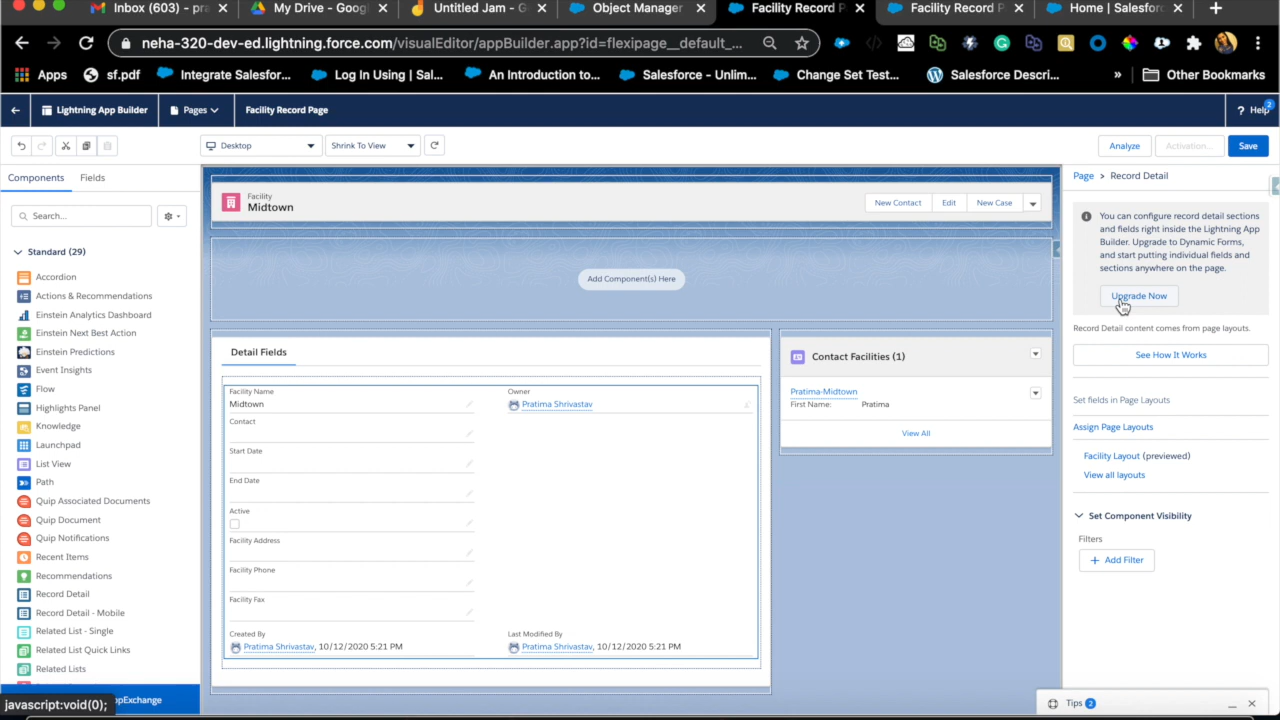 Inbox (603) - pra
My Drive - Googl
Untitled Jam - G
Object Manager
Facility Record P
Facility Record P
Home | Salesforc
neha-320-dev-ed.lightning.force.com/visualEditor/appBuilder.app?id=flexipage__default_...
Apps
sf.pdf
Integrate Salesfor...
Log In Using | Sal...
An Introduction to...
Salesforce - Unlim...
Change Set Test...
Salesforce Descri...
»
Other Bookmarks
Lightning App Builder
Pages
Facility Record Page
? Help
2
Desktop
Shrink To View
Analyze
Activation...
Save
Components
Fields
Search...
Standard (29)
Accordion
Actions & Recommendations
Einstein Analytics Dashboard
Einstein Next Best Action
Einstein Predictions
Event Insights
Flow
Highlights Panel
Knowledge
Launchpad
List View
Path
Quip Associated Documents
Quip Document
Quip Notifications
Recent Items
Recommendations
Record Detail
Record Detail - Mobile
Related List - Single
Related List Quick Links
Related Lists
ppExchange
javascript:void(0);
Facility
Midtown
New Contact
Edit
New Case
Add Component(s) Here
Detail Fields
Facility Name
Midtown
Owner
Pratima Shrivastav
Contact
Start Date
End Date
Active
Facility Address
Facility Phone
Facility Fax
Created By
Pratima Shrivastav, 10/12/2020 5:21 PM
Last Modified By
Pratima Shrivastav, 10/12/2020 5:21 PM
Contact Facilities (1)
Pratima-Midtown
First Name: Pratima
View All
Page > Record Detail
You can configure record detail sections
and fields right inside the Lightning App
Builder. Upgrade to Dynamic Forms,
and start putting individual fields and
sections anywhere on the page.
Upgrade Now
Record Detail content comes from page layouts.
See How It Works
Set fields in Page Layouts
Assign Page Layouts
Facility Layout (previewed)
View all layouts
Set Component Visibility
Filters
+ Add Filter
Tips 2